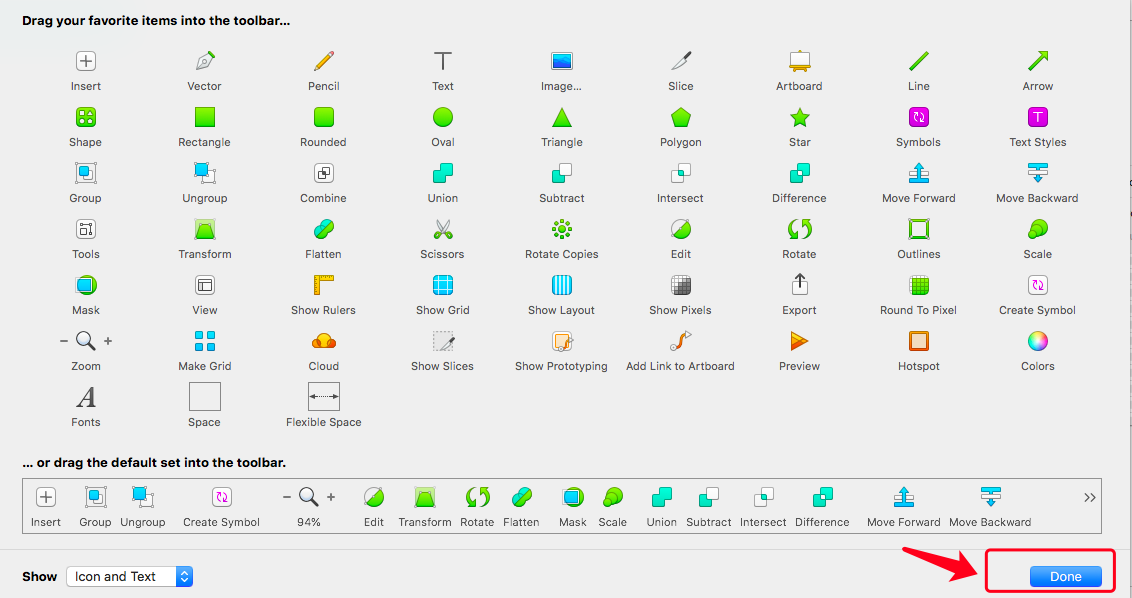 Drag your favorite items into the toolbar...
Insert Vector Pencil Text Image... Slice Artboard Line Arrow
Shape Rectangle Rounded Oval Triangle Polygon Star Symbols Text Styles
Group Ungroup Combine Union Subtract Intersect Difference Move Forward Move Backward
Tools Transform Flatten Scissors Rotate Copies Edit Rotate Outlines Scale
Mask View Show Rulers Show Grid Show Layout Show Pixels Export Round To Pixel Create Symbol
Zoom Make Grid Cloud Show Slices Show Prototyping Add Link to Artboard Preview Hotspot Colors
Fonts Space Flexible Space
... or drag the default set into the toolbar.
Insert Group Ungroup Create Symbol 94% Edit Transform Rotate Flatten Mask Scale Union Subtract Intersect Difference Move Forward Move Backward
Show Icon and Text Done